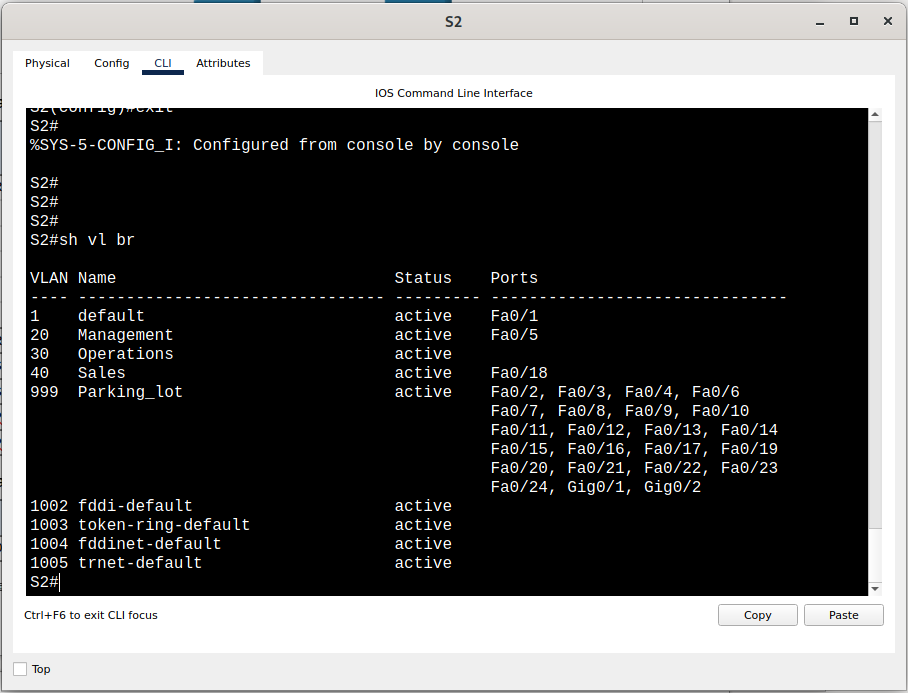 S2
Physical Config CLI Attributes
IOS Command Line Interface
S2(config)#exit
S2#
%SYS-5-CONFIG_I: Configured from console by console
S2#
S2#
S2#
S2#sh vl br
VLAN Name                             Status    Ports
---- -------------------------------- --------- -------------------------------
1    default                          active    Fa0/1
20   Management                       active    Fa0/5
30   Operations                       active
40   Sales                            active    Fa0/18
999  Parking_lot                      active    Fa0/2, Fa0/3, Fa0/4, Fa0/6
                                                Fa0/7, Fa0/8, Fa0/9, Fa0/10
                                                Fa0/11, Fa0/12, Fa0/13, Fa0/14
                                                Fa0/15, Fa0/16, Fa0/17, Fa0/19
                                                Fa0/20, Fa0/21, Fa0/22, Fa0/23
                                                Fa0/24, Gig0/1, Gig0/2
1002 fddi-default                     active
1003 token-ring-default               active
1004 fddinet-default                  active
1005 trnet-default                    active
S2#
Ctrl+F6 to exit CLI focus
Copy Paste
Top